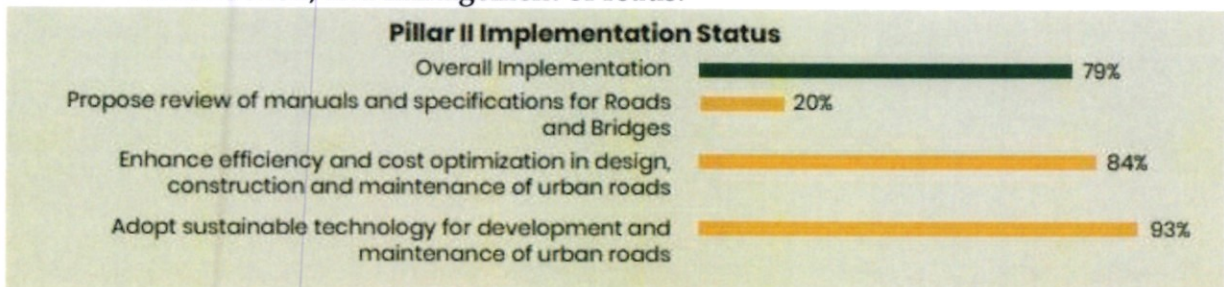 Pillar II Implementation Status
Overall Implementation
79%
Propose review of manuals and specifications for Roads
and Bridges
20%
Enhance efficiency and cost optimization in design,
construction and maintenance of urban roads
84%
Adopt sustainable technology for development and
maintenance of urban roads
93%